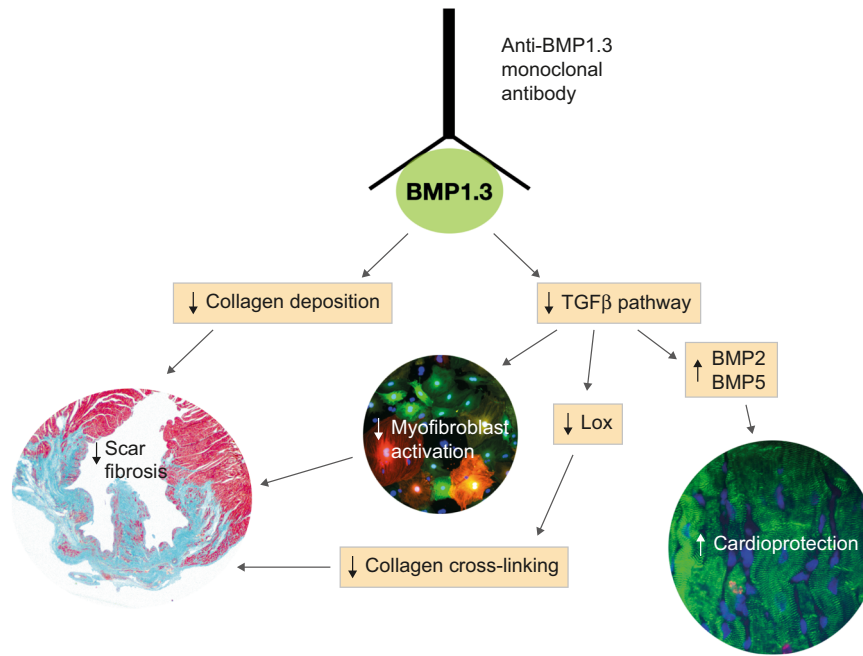 Anti-BMP1.3
monoclonal
antibody
BMP1.3
↓ Collagen deposition
↓ TGFβ pathway
↑ BMP2
BMP5
↓ Myofibroblast
activation
↓ Lox
↓ Scar
fibrosis
↓ Collagen cross-linking
↑ Cardioprotection